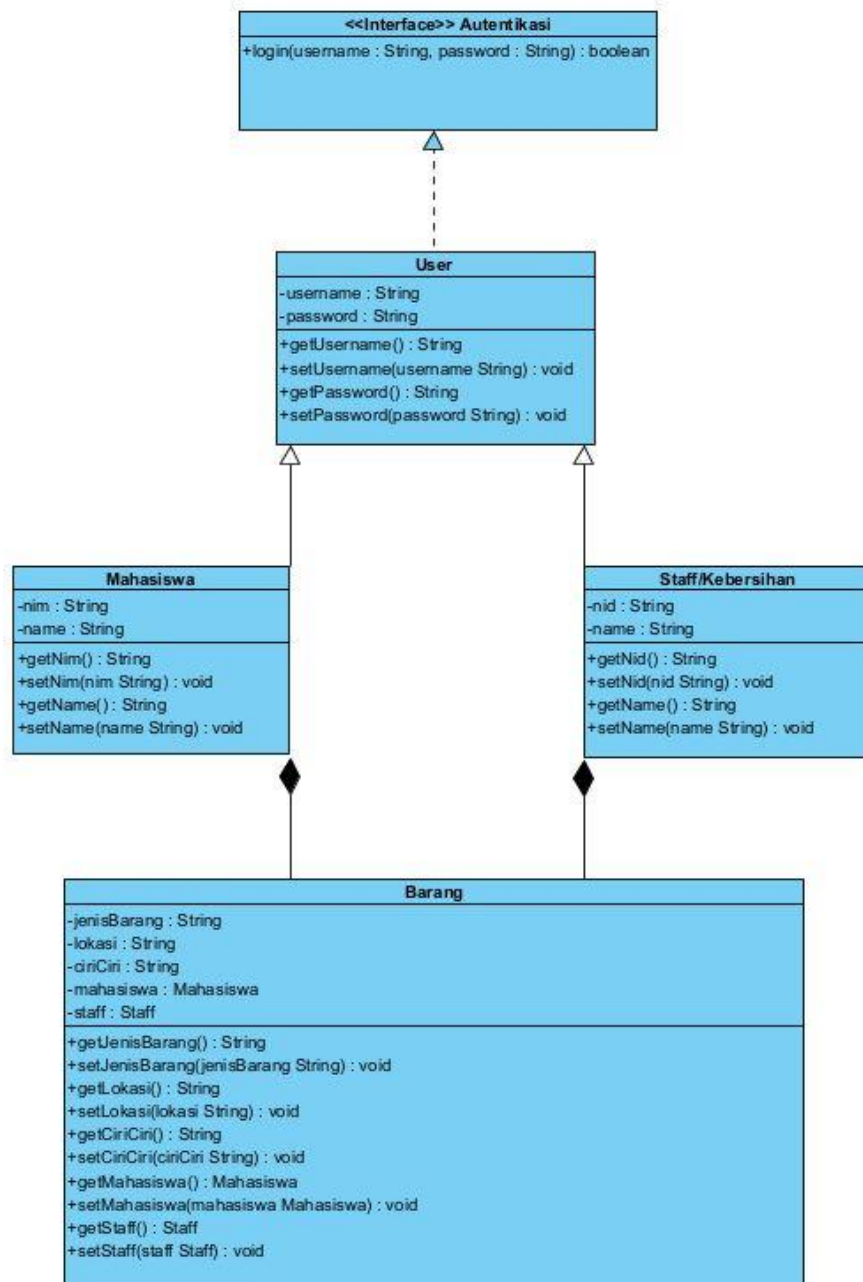 <<Interface>> Autentikasi
+login(username : String, password : String) : boolean
User
-username : String
-password : String
+getUsername() : String
+setUsername(username String) : void
+getPassword() : String
+setPassword(password String) : void
Mahasiswa
-nim : String
-name : String
+getNim() : String
+setNim(nim String) : void
+getName() : String
+setName(name String) : void
Staff/Kebersihan
-nid : String
-name : String
+getNid() : String
+setNid(nid String) : void
+getName() : String
+setName(name String) : void
Barang
-jenisBarang : String
-lokasi : String
-ciriCiri : String
-mahasiswa : Mahasiswa
-staff : Staff
+getJenisBarang() : String
+setJenisBarang(jenisBarang String) : void
+getLokasi() : String
+setLokasi(lokasi String) : void
+getCiriCiri() : String
+setCiriCiri(ciriCiri String) : void
+getMahasiswa() : Mahasiswa
+setMahasiswa(mahasiswa Mahasiswa) : void
+getStaff() : Staff
+setStaff(staff Staff) : void